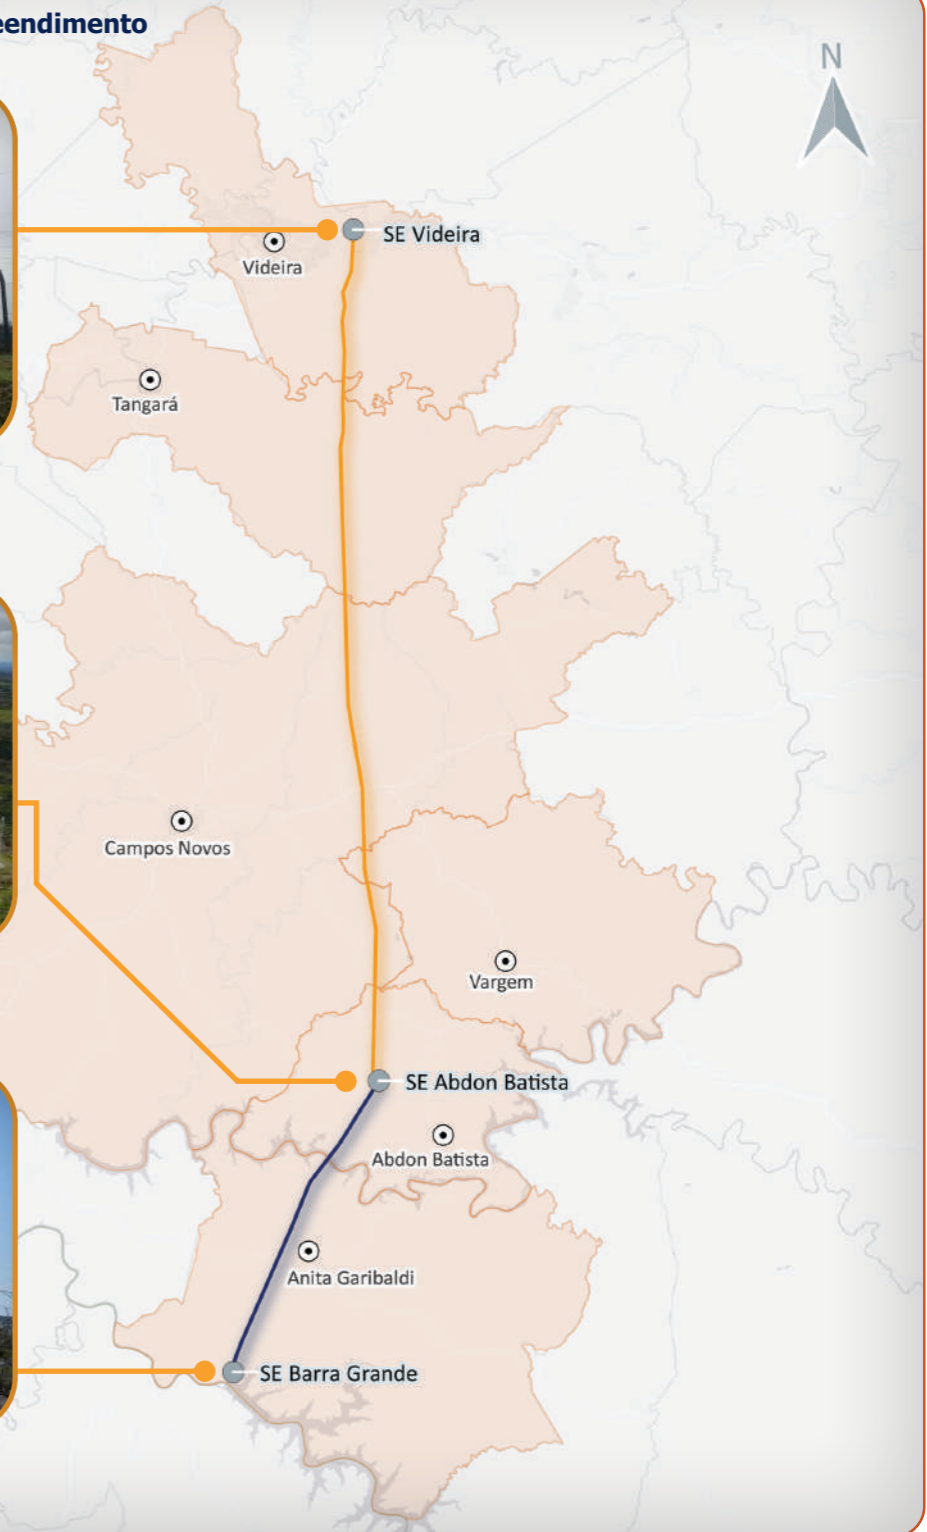 eendimento
N
SE Videira
Videira
Tangará
Campos Novos
Vargem
SE Abdon Batista
Abdon Batista
Anita Garibaldi
SE Barra Grande